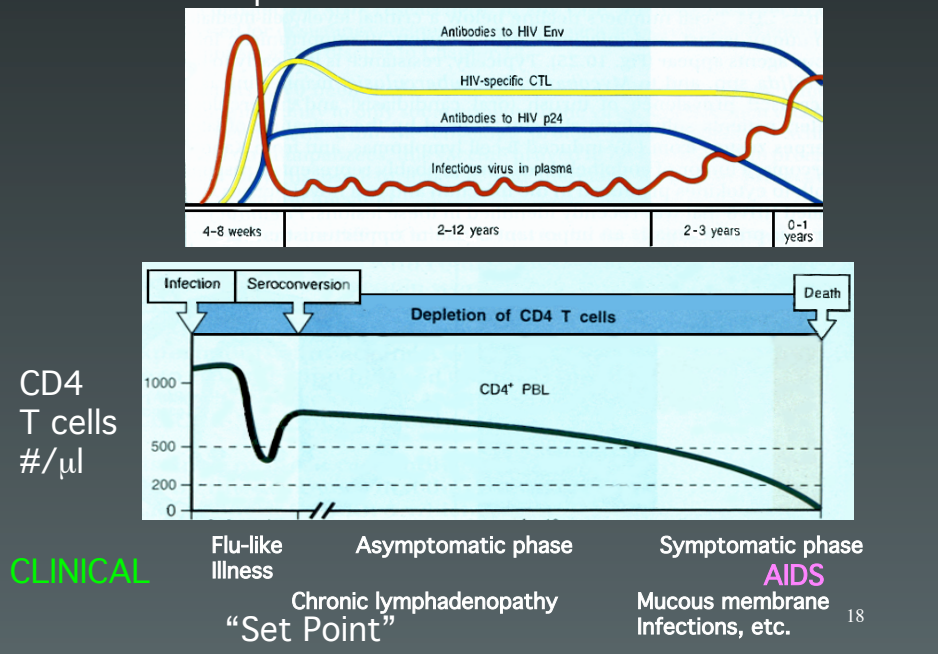 Antibodies to HIV Env
HIV-specific CTL
Antibodies to HIV p24
Infectious virus in plasma
4–8 weeks
2–12 years
2-3 years
0-1
years
Infection
Seroconversion
Death
Depletion of CD4 T cells
CD4
T cells
#/μl
CD4⁺ PBL
1000
500
200
0
CLINICAL
Flu-like
Illness
Asymptomatic phase
Symptomatic phase
AIDS
Chronic lymphadenopathy
Mucous membrane
Infections, etc.
“Set Point”
18